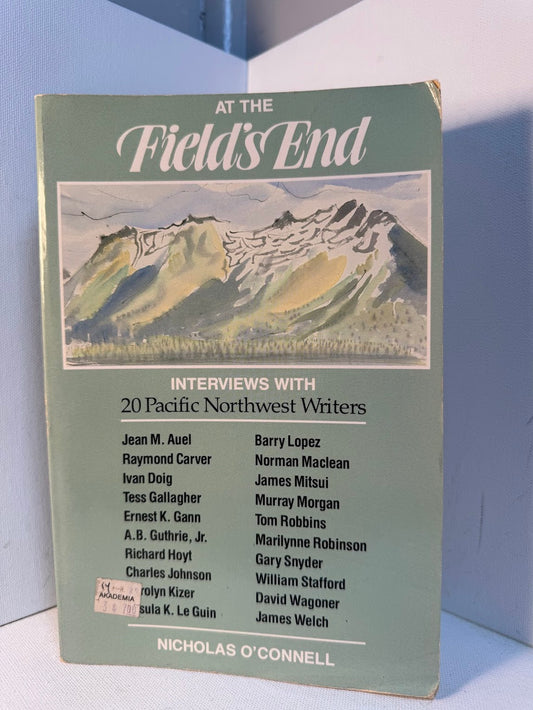 AT THE
Field's End
INTERVIEWS WITH
20 Pacific Northwest Writers
Jean M. Auel
Raymond Carver
Ivan Doig
Tess Gallagher
Ernest K. Gann
A.B. Guthrie, Jr.
Richard Hoyt
Charles Johnson
rolyn Kizer
sula K. Le Guin
Barry Lopez
Norman Maclean
James Mitsui
Murray Morgan
Tom Robbins
Marilynne Robinson
Gary Snyder
William Stafford
David Wagoner
James Welch
AKADEMIA
NICHOLAS O'CONNELL